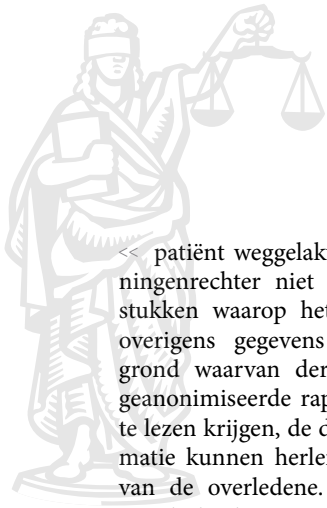 << patiënt weggelak
ningenrechter niet
stukken waarop het
overigens gegevens
grond waarvan der
geanonimiseerde rap
te lezen krijgen, de d
matie kunnen herlei
van de overledene.